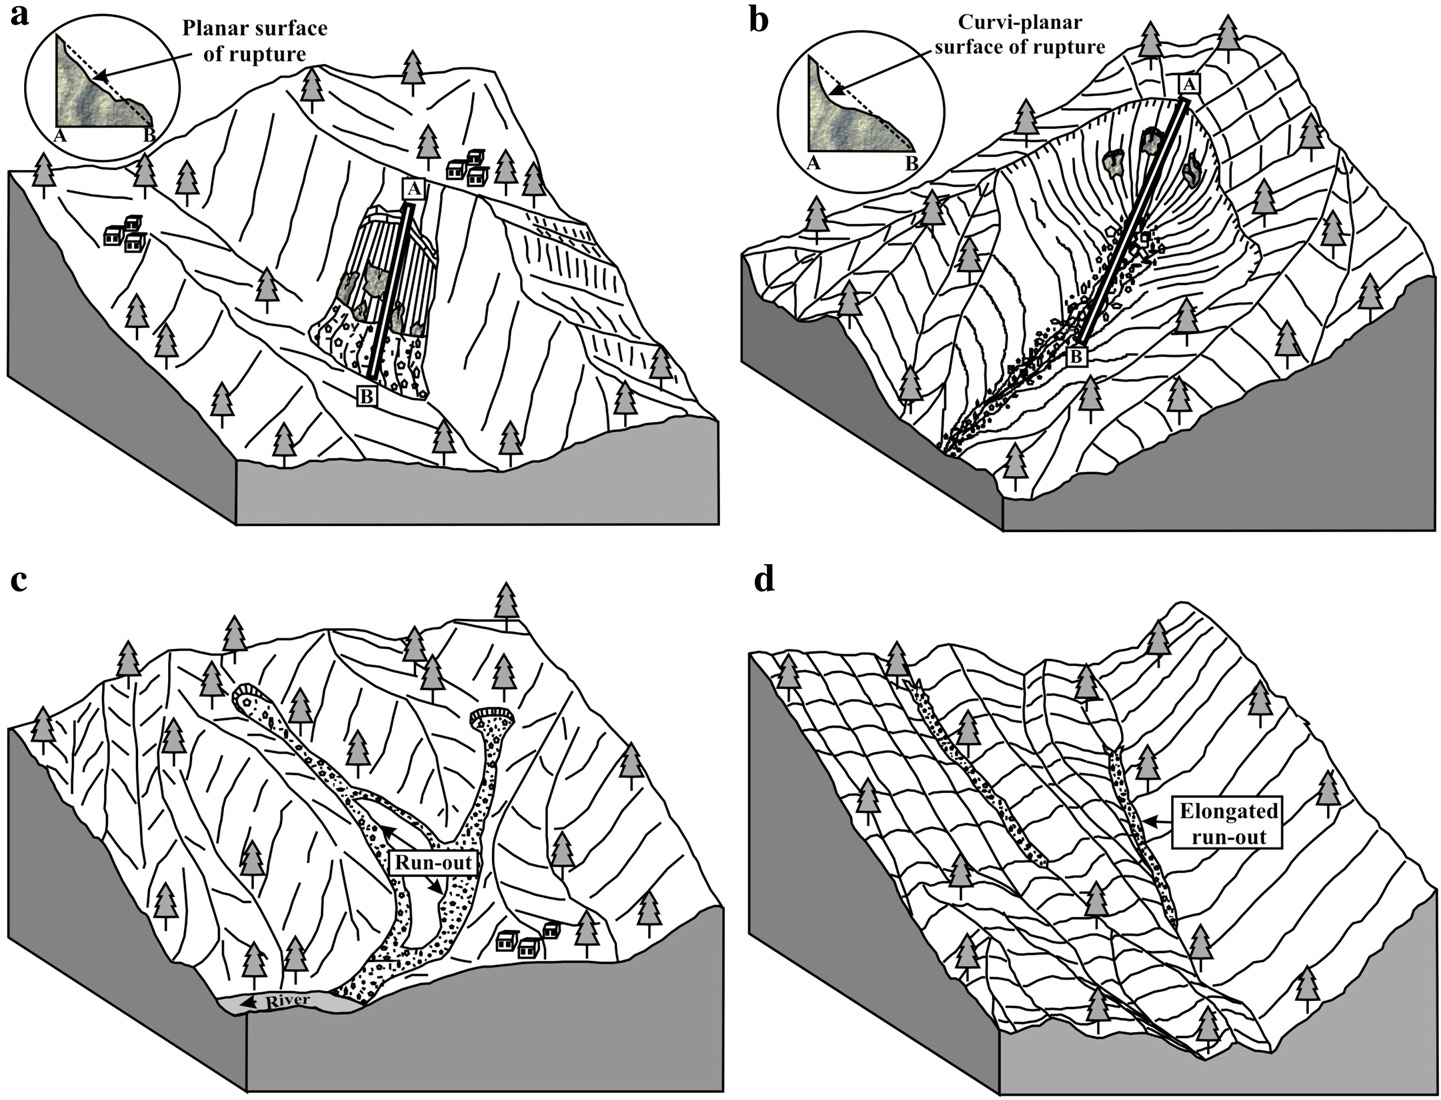 a
Planar surface
of rupture
A
B
A
B
b
Curvi-planar
surface of rupture
A
B
A
B
c
Run-out
River
d
Elongated
run-out